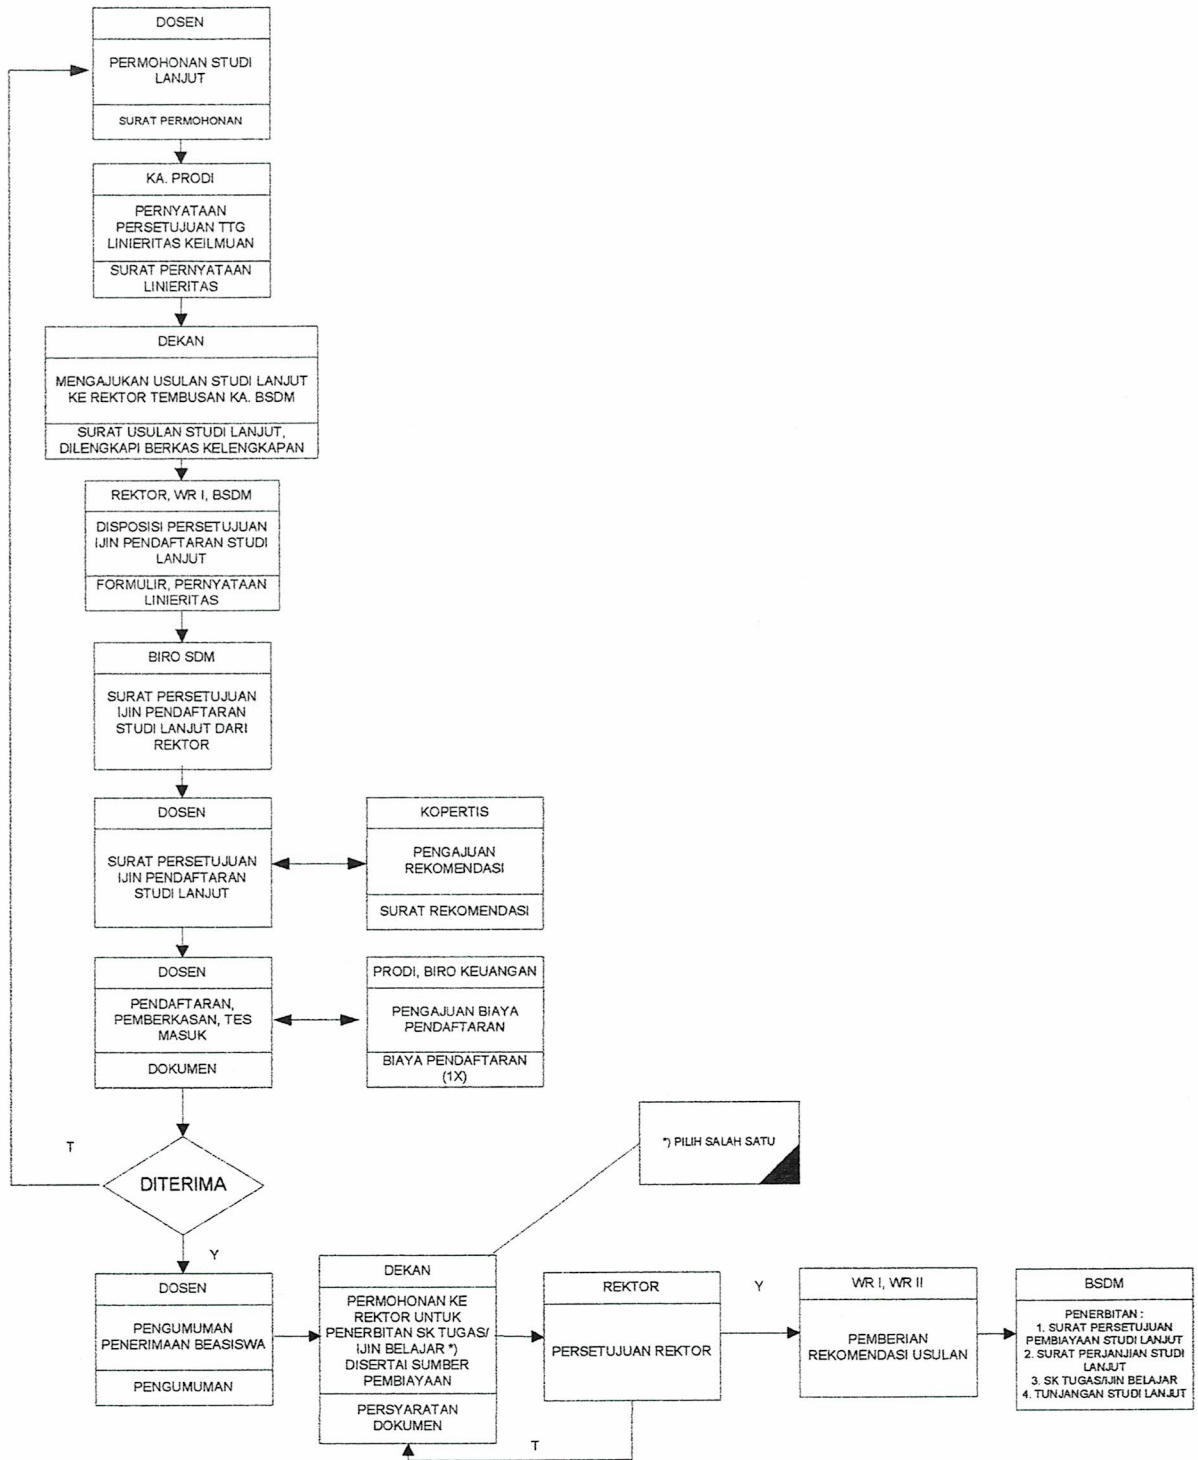 DOSEN
PERMOHONAN STUDI
LANJUT
SURAT PERMOHONAN
KA. PRODI
PERNYATAAN
PERSETUJUAN TTG
LINIERITAS KEILMUAN
SURAT PERNYATAAN
LINIERITAS
DEKAN
MENGAJUKAN USULAN STUDI LANJUT
KE REKTOR TEMBUSAN KA. BSDM
SURAT USULAN STUDI LANJUT,
DILENGKAPI BERKAS KELENGKAPAN
REKTOR, WR I, BSDM
DISPOSISI PERSETUJUAN
IJIN PENDAFTARAN STUDI
LANJUT
FORMULIR, PERNYATAAN
LINIERITAS
BIRO SDM
SURAT PERSETUJUAN
IJIN PENDAFTARAN
STUDI LANJUT DARI
REKTOR
DOSEN
SURAT PERSETUJUAN
IJIN PENDAFTARAN
STUDI LANJUT
KOPERTIS
PENGAJUAN
REKOMENDASI
SURAT REKOMENDASI
DOSEN
PENDAFTARAN,
PEMBERKASAN, TES
MASUK
DOKUMEN
PRODI, BIRO KEUANGAN
PENGAJUAN BIAYA
PENDAFTARAN
BIAYA PENDAFTARAN
(1X)
*) PILIH SALAH SATU
T
DITERIMA
Y
DOSEN
PENGUMUMAN
PENERIMAAN BEASISWA
PENGUMUMAN
DEKAN
PERMOHONAN KE
REKTOR UNTUK
PENERBITAN SK TUGAS/
IJIN BELAJAR *)
DISERTAI SUMBER
PEMBIAYAAN
PERSYARATAN
DOKUMEN
REKTOR
PERSETUJUAN REKTOR
T
Y
WR I, WR II
PEMBERIAN
REKOMENDASI USULAN
BSDM
PENERBITAN :
1. SURAT PERSETUJUAN
PEMBIAYAAN STUDI LANJUT
2. SURAT PERJANJIAN STUDI
LANJUT
3. SK TUGAS/IJIN BELAJAR
4. TUNJANGAN STUDI LANJUT